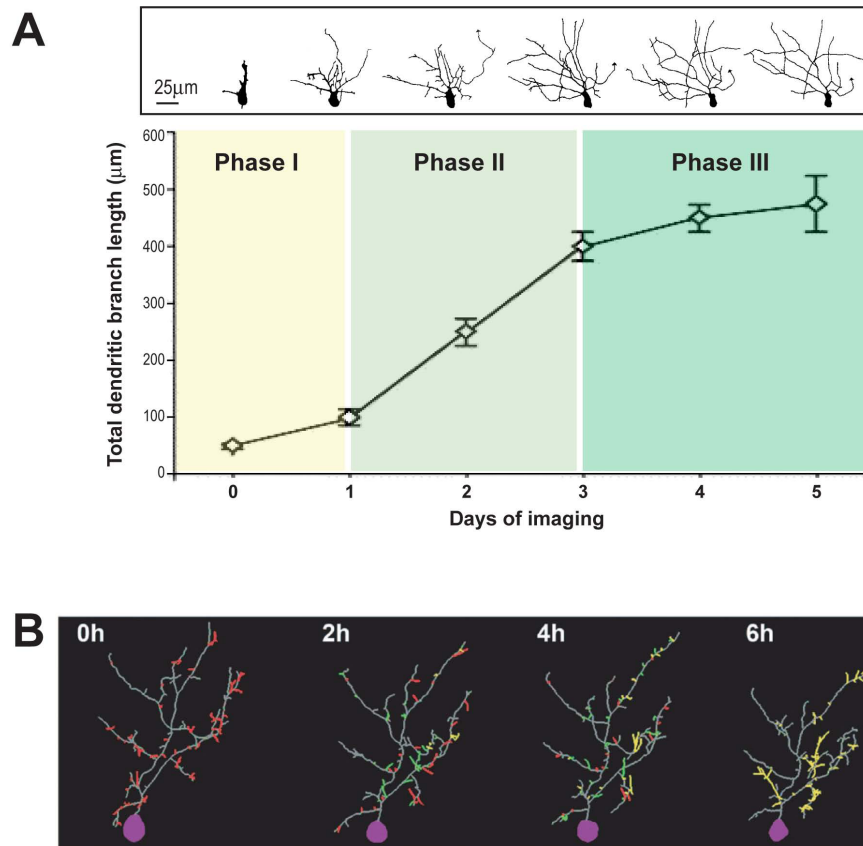 A
25μm
600
500
400
300
200
100
0
Total dendritic branch length (μm)
Phase I Phase II Phase III
0 1 2 3 4 5
Days of imaging
B
0h 2h 4h 6h